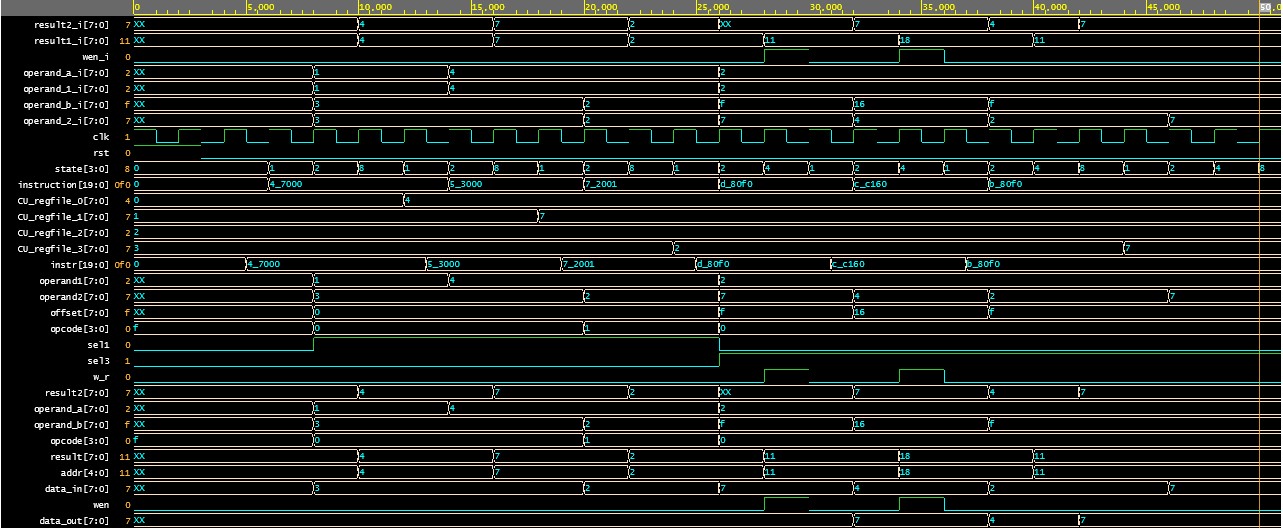 0 5,000 10,000 15,000 20,000 25,000 30,000 35,000 40,000 45,000 50,0
result2_i[7:0] 7 XX 4 7 2 XX 7 4 7
result1_i[7:0] 11 XX 4 7 2 11 18 11
wen_i 0
operand_a_i[7:0] 2 XX 1 4 2
operand_1_i[7:0] 2 XX 1 4 2
operand_b_i[7:0] f XX 3 2 f 16 f
operand_2_i[7:0] 7 XX 3 2 7 4 2 7
clk 1
rst 0
state[3:0] 8 0 1 2 8 1 2 8 1 2 8 1 2 4 1 2 4 1 2 4 8 1 2 4 8
instruction[19:0] 0f0 0 4_7000 5_3000 7_2001 d_80f0 c_c160 b_80f0
CU_regfile_0[7:0] 4 0 4
CU_regfile_1[7:0] 7 1 7
CU_regfile_2[7:0] 2 2
CU_regfile_3[7:0] 7 3 2 7
instr[19:0] 0f0 0 4_7000 5_3000 7_2001 d_80f0 c_c160 b_80f0
operand1[7:0] 2 XX 1 4 2
operand2[7:0] 7 XX 3 2 7 4 2 7
offset[7:0] f XX 0 f 16 f
opcode[3:0] 0 f 0 1 0
sel1 0
sel3 1
w_r 0
result2[7:0] 7 XX 4 7 2 XX 7 4 7
operand_a[7:0] 2 XX 1 4 2
operand_b[7:0] f XX 3 2 f 16 f
opcode[3:0] 0 f 0 1 0
result[7:0] 11 XX 4 7 2 11 18 11
addr[4:0] 11 XX 4 7 2 11 18 11
data_in[7:0] 7 XX 3 2 7 4 2 7
wen 0
data_out[7:0] 7 XX 7 4 7